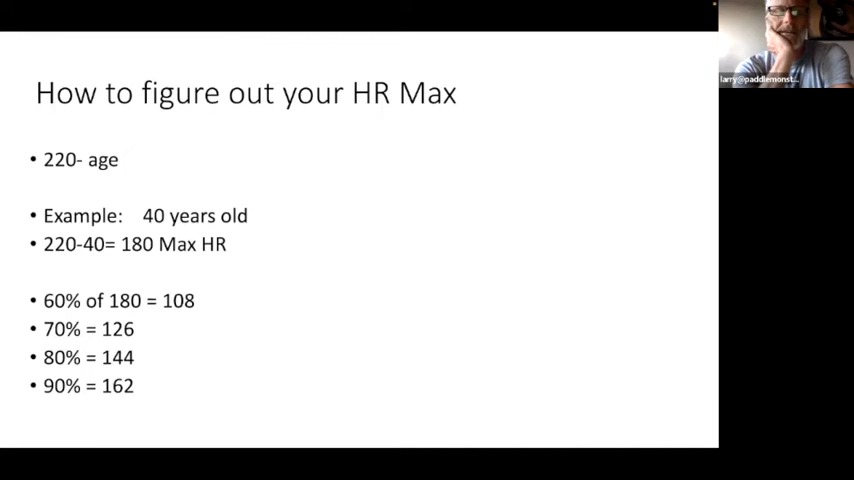 How to figure out your HR Max
• 220- age
• Example: 40 years old
• 220-40= 180 Max HR
• 60% of 180 = 108
• 70% = 126
• 80% = 144
• 90% = 162
larry@paddlemonst...